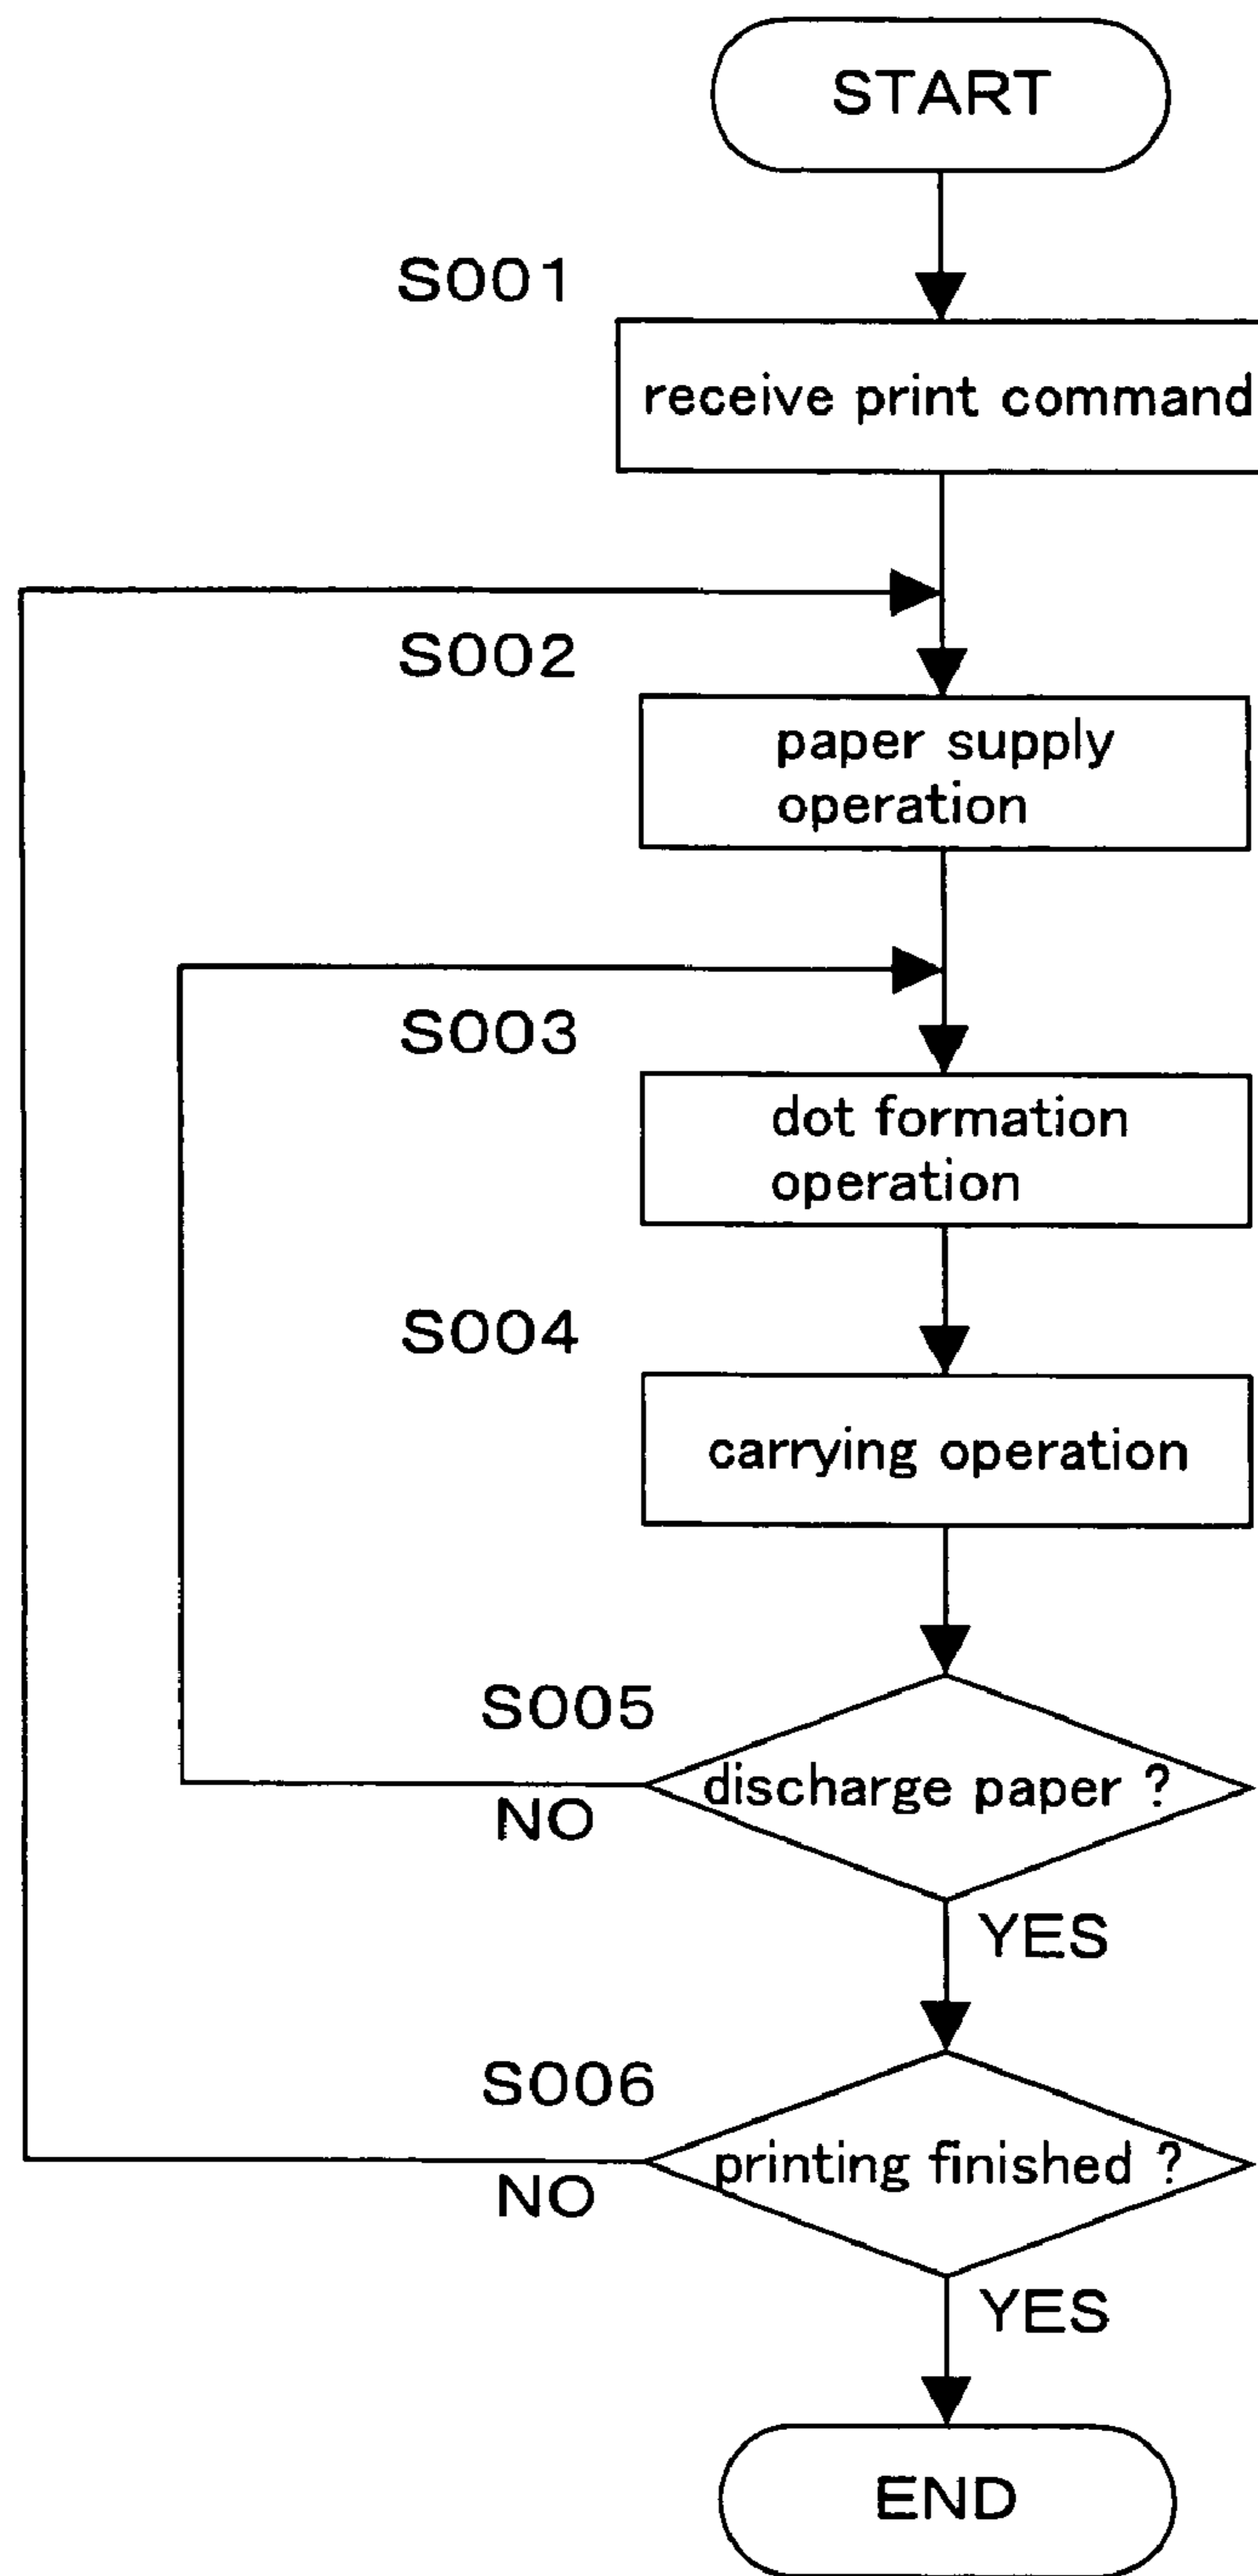 START
S001
receive print command
S002
paper supply
operation
S003
dot formation
operation
S004
carrying operation
S005
discharge paper ?
NO
YES
S006
printing finished ?
NO
YES
END